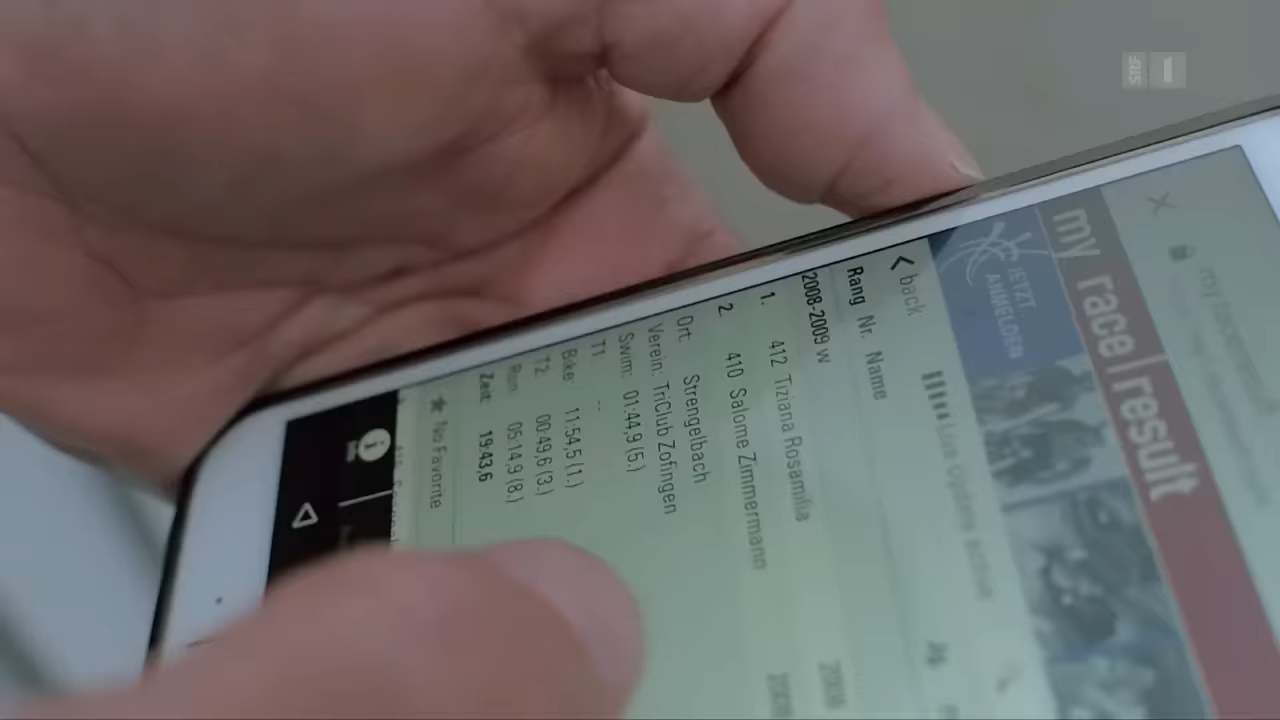 SRF 1
my race|result
JETZT ANMELDEN
back
Rang Nr. Name
2008-2009 w
1. 412 Tiziana Rosamilia
2. 410 Salome Zimmermann
Ort: Strengelbach
Verein: TriClub Zofingen
Swim: 01:44,9 (5.)
T1 --
Bike: 11:54,5 (1.)
T2: 00:49,6 (3.)
Run: 05:14,9 (8.)
Zeit: 19:43,6
No Favorite